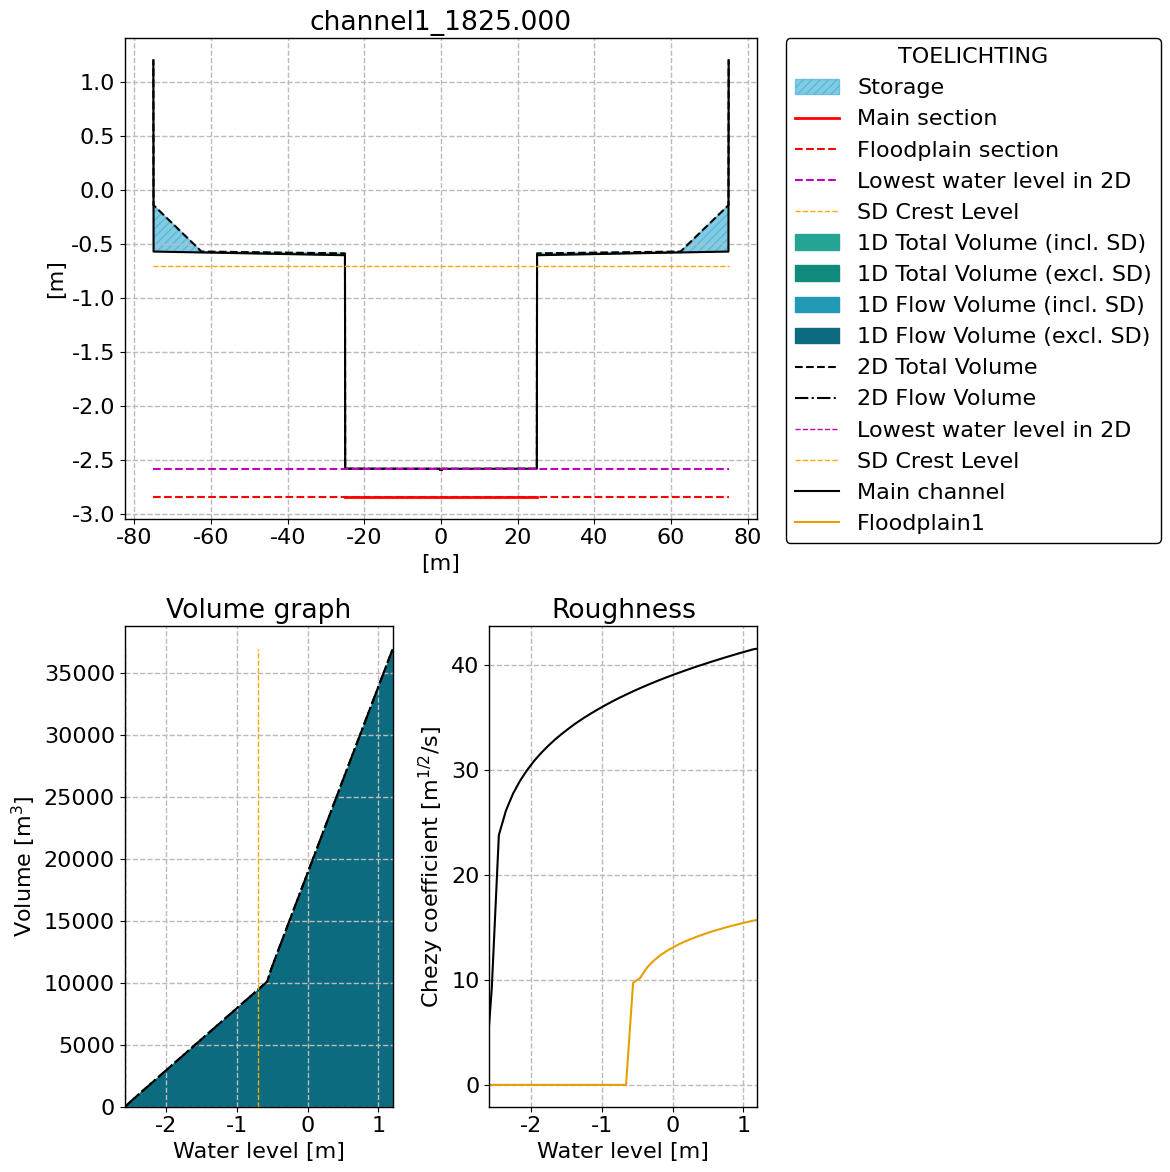 channel1_1825.000
1.0
0.5
0.0
-0.5
-1.0
-1.5
-2.0
-2.5
-3.0
[m]
-80 -60 -40 -20 0 20 40 60 80
[m]
TOELICHTING
Storage
Main section
Floodplain section
Lowest water level in 2D
SD Crest Level
1D Total Volume (incl. SD)
1D Total Volume (excl. SD)
1D Flow Volume (incl. SD)
1D Flow Volume (excl. SD)
2D Total Volume
2D Flow Volume
Lowest water level in 2D
SD Crest Level
Main channel
Floodplain1
Volume graph
35000
30000
25000
20000
15000
10000
5000
0
Volume [m³]
-2 -1 0 1
Water level [m]
Roughness
40
30
20
10
0
Chezy coefficient [m^{1/2}/s]
-2 -1 0 1
Water level [m]